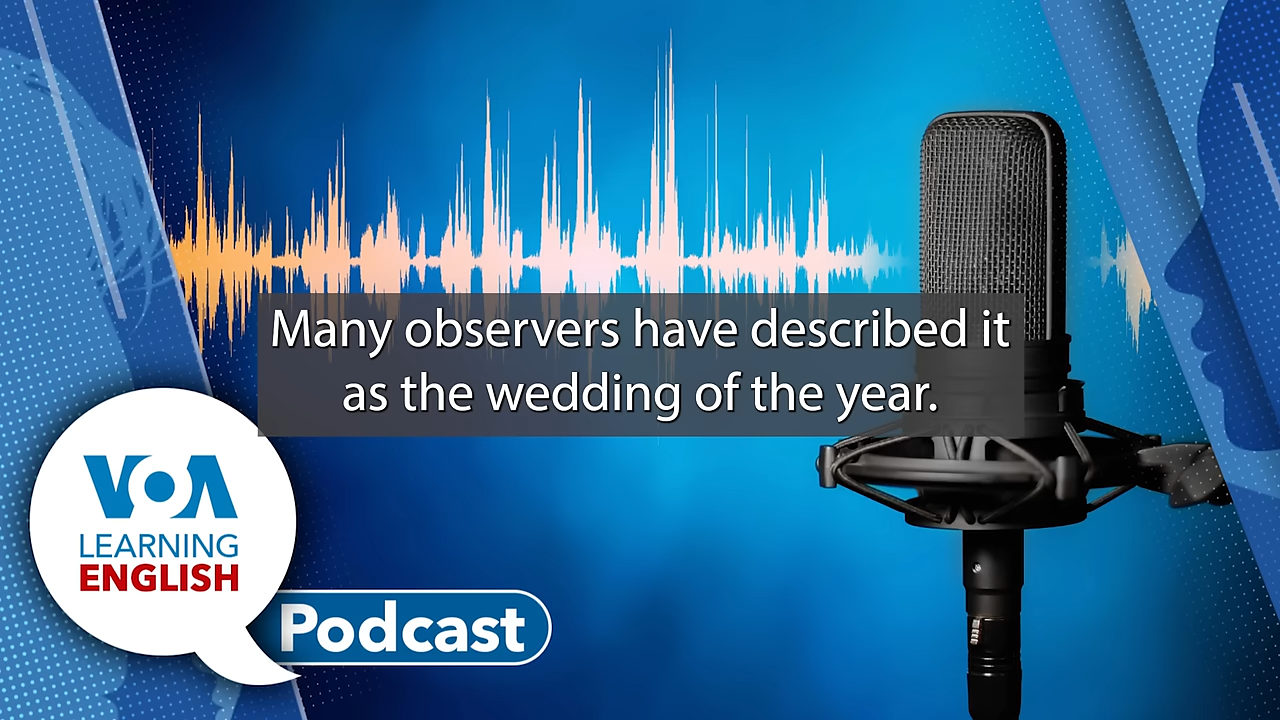 Many observers have described it
as the wedding of the year.
VOA
LEARNING
ENGLISH
Podcast